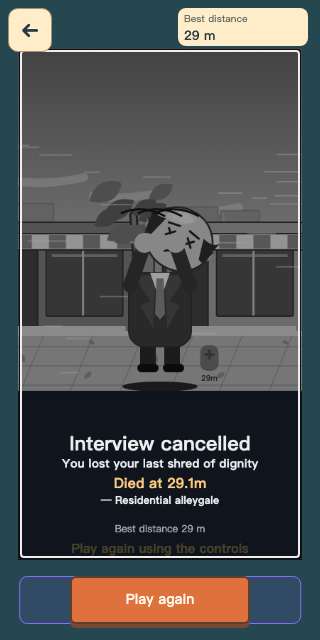 Best distance
29 m
29m
Interview cancelled
You lost your last shred of dignity
Died at 29.1m
— Residential alleygale
Best distance 29 m
Play again using the controls
Play again